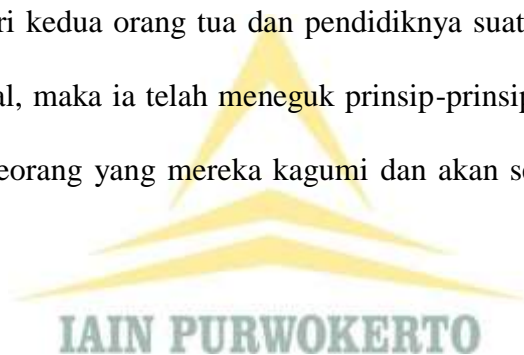 ri kedua orang tua dan pendidiknya suat
al, maka ia telah meneguk prinsip-prinsip
eorang yang mereka kagumi dan akan se
IAIN PURWOKERTO